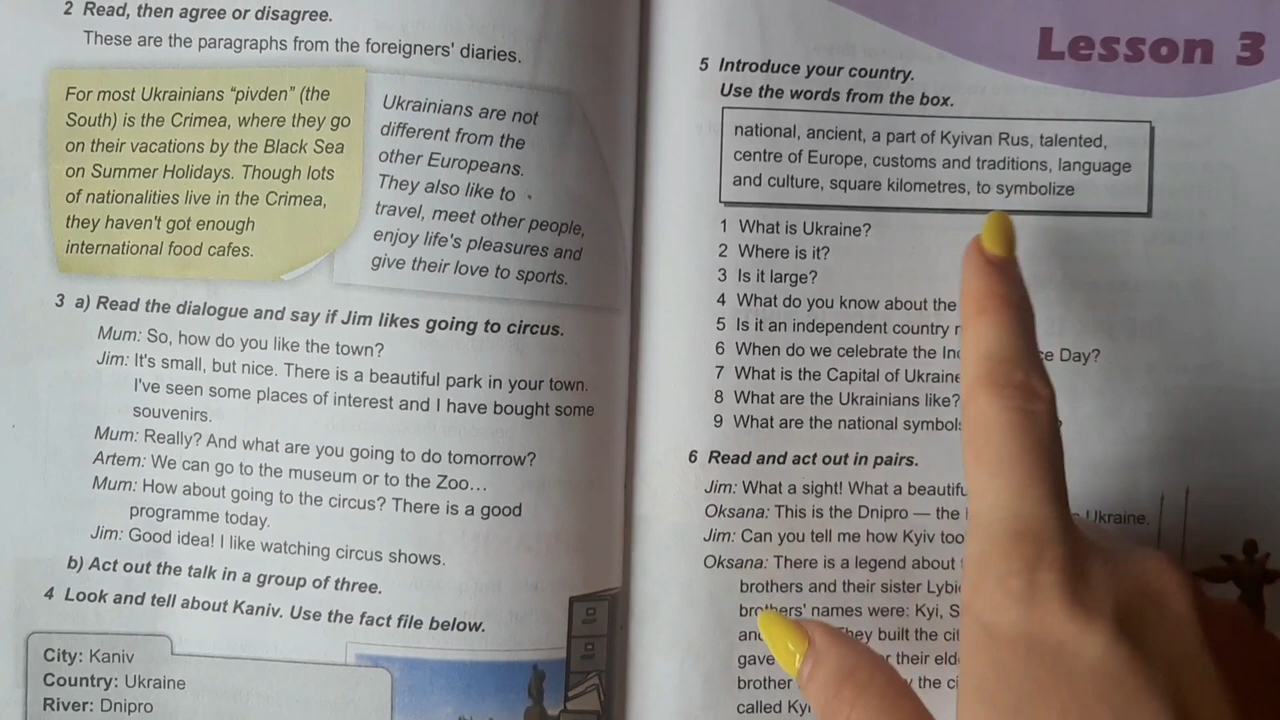 2 Read, then agree or disagree.
These are the paragraphs from the foreigners' diaries.
For most Ukrainians “pivden” (the
South) is the Crimea, where they go
on their vacations by the Black Sea
on Summer Holidays. Though lots
of nationalities live in the Crimea,
they haven't got enough
international food cafes.
Ukrainians are not
different from the
other Europeans.
They also like to
travel, meet other people,
enjoy life's pleasures and
give their love to sports.
3 a) Read the dialogue and say if Jim likes going to circus.
Mum: So, how do you like the town?
Jim: It's small, but nice. There is a beautiful park in your town.
I've seen some places of interest and I have bought some
souvenirs.
Mum: Really? And what are you going to do tomorrow?
Artem: We can go to the museum or to the Zoo...
Mum: How about going to the circus? There is a good
programme today.
Jim: Good idea! I like watching circus shows.
b) Act out the talk in a group of three.
4 Look and tell about Kaniv. Use the fact file below.
City: Kaniv
Country: Ukraine
River: Dnipro
Lesson 3
5 Introduce your country.
Use the words from the box.
national, ancient, a part of Kyivan Rus, talented,
centre of Europe, customs and traditions, language
and culture, square kilometres, to symbolize
1 What is Ukraine?
2 Where is it?
3 Is it large?
4 What do you know about the
5 Is it an independent country
6 When do we celebrate the Day?
7 What is the Capital of Ukraine
8 What are the Ukrainians like?
9 What are the national
6 Read and act out in pairs.
Jim: What a sight! What a
Oksana: This is the Dnipro — the Ukraine.
Jim: Can you tell me how Kyiv
Oksana: There is a legend about
brothers and their sister
brothers' names were: Kyi,
They built the
gave their
brother the
called